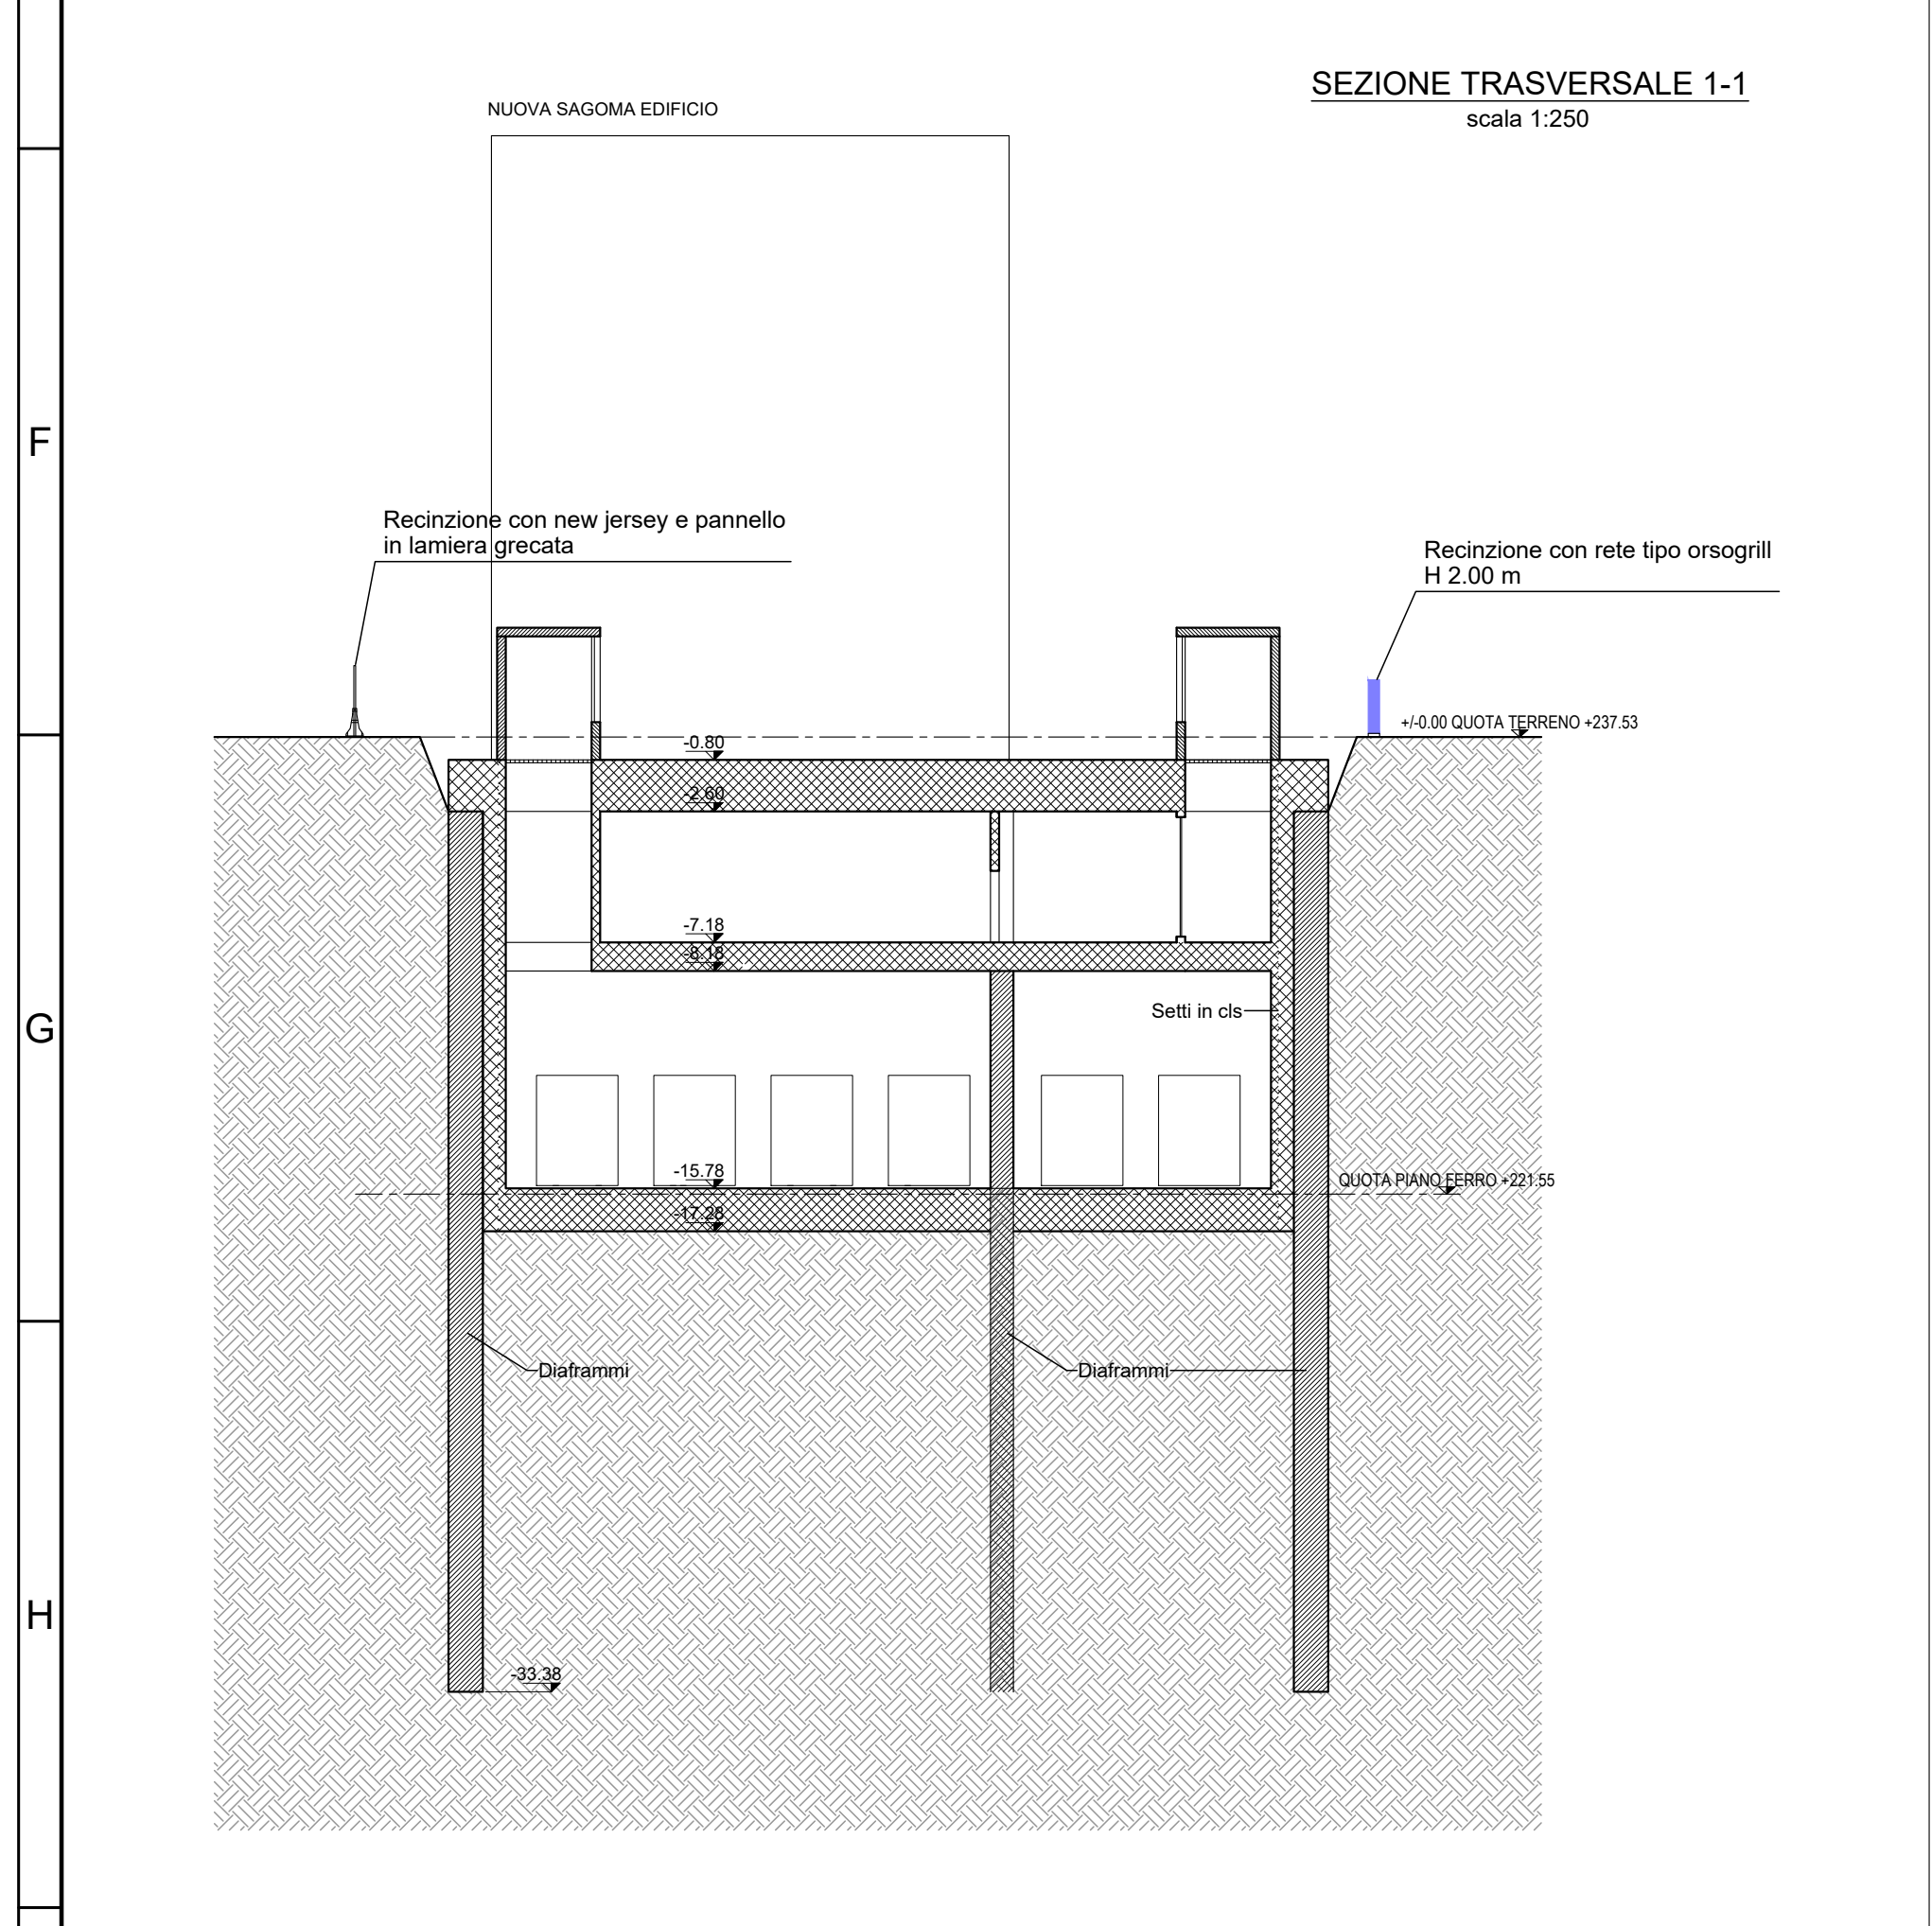 SEZIONE TRASVERSALE 1-1
scala 1:250
NUOVA SAGOMA EDIFICIO
F
Recinzione con new jersey e pannello
in lamiera grecata
Recinzione con rete tipo orsogrill
H 2.00 m
+/-0.00 QUOTA TERRENO +237.53
-0.80
-2.60
-7.18
-8.18
G
Setti in cls
-15.78
QUOTA PIANO FERRO +221.55
-17.28
Diaframmi
Diaframmi
H
-33.38